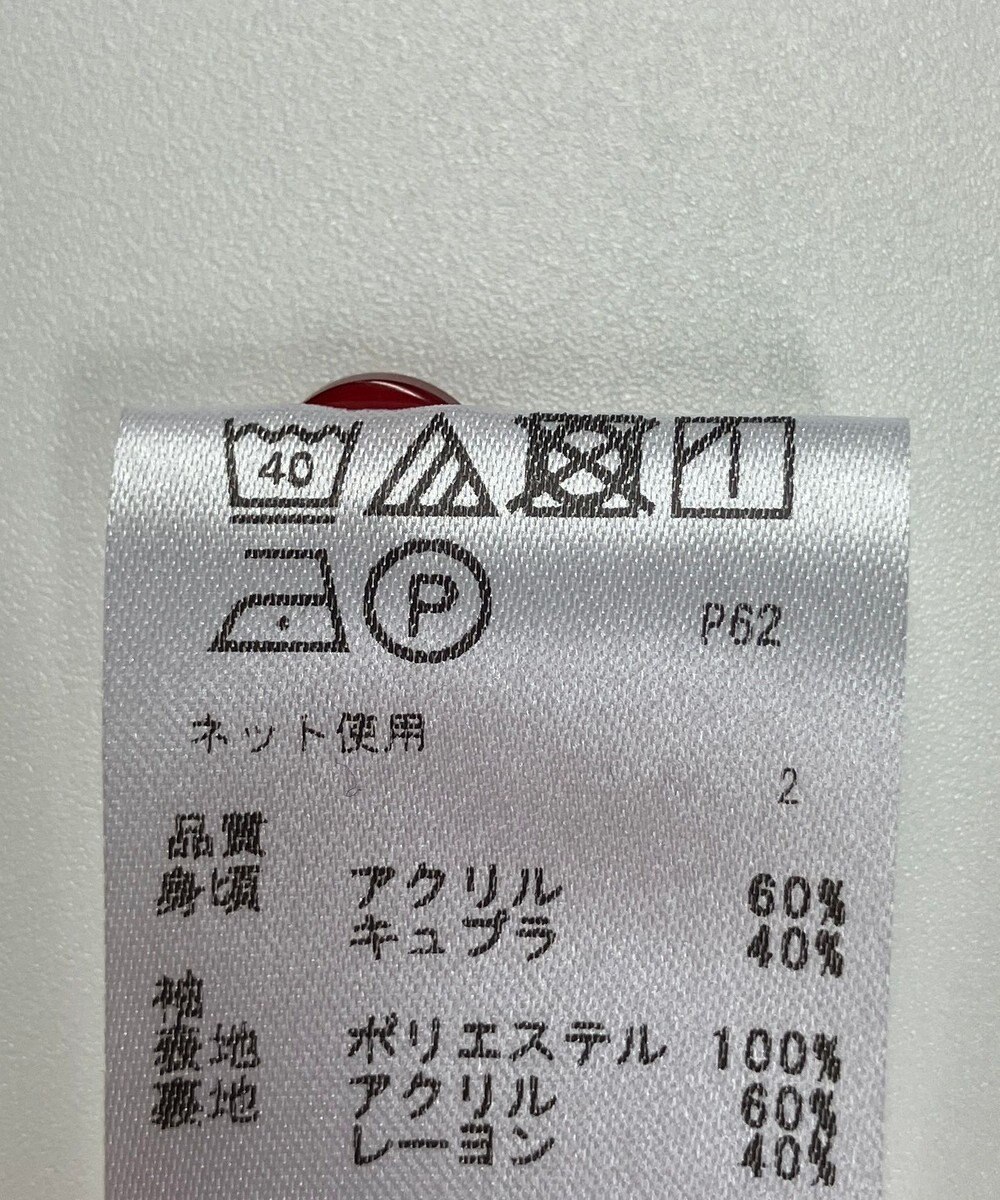 40
P P62
ネット使用
2
品質
身頃 アクリル 60%
キュプラ 40%
袖
表地 ポリエステル 100%
裏地 アクリル 60%
レーヨン 40%